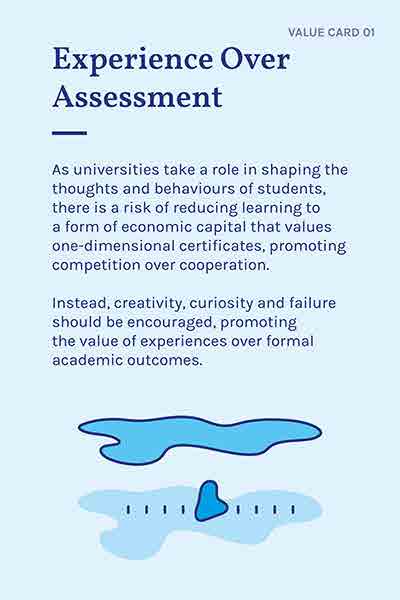 VALUE CARD 01
Experience Over
Assessment
As universities take a role in shaping the
thoughts and behaviours of students,
there is a risk of reducing learning to
a form of economic capital that values
one-dimensional certificates, promoting
competition over cooperation.
Instead, creativity, curiosity and failure
should be encouraged, promoting
the value of experiences over formal
academic outcomes.